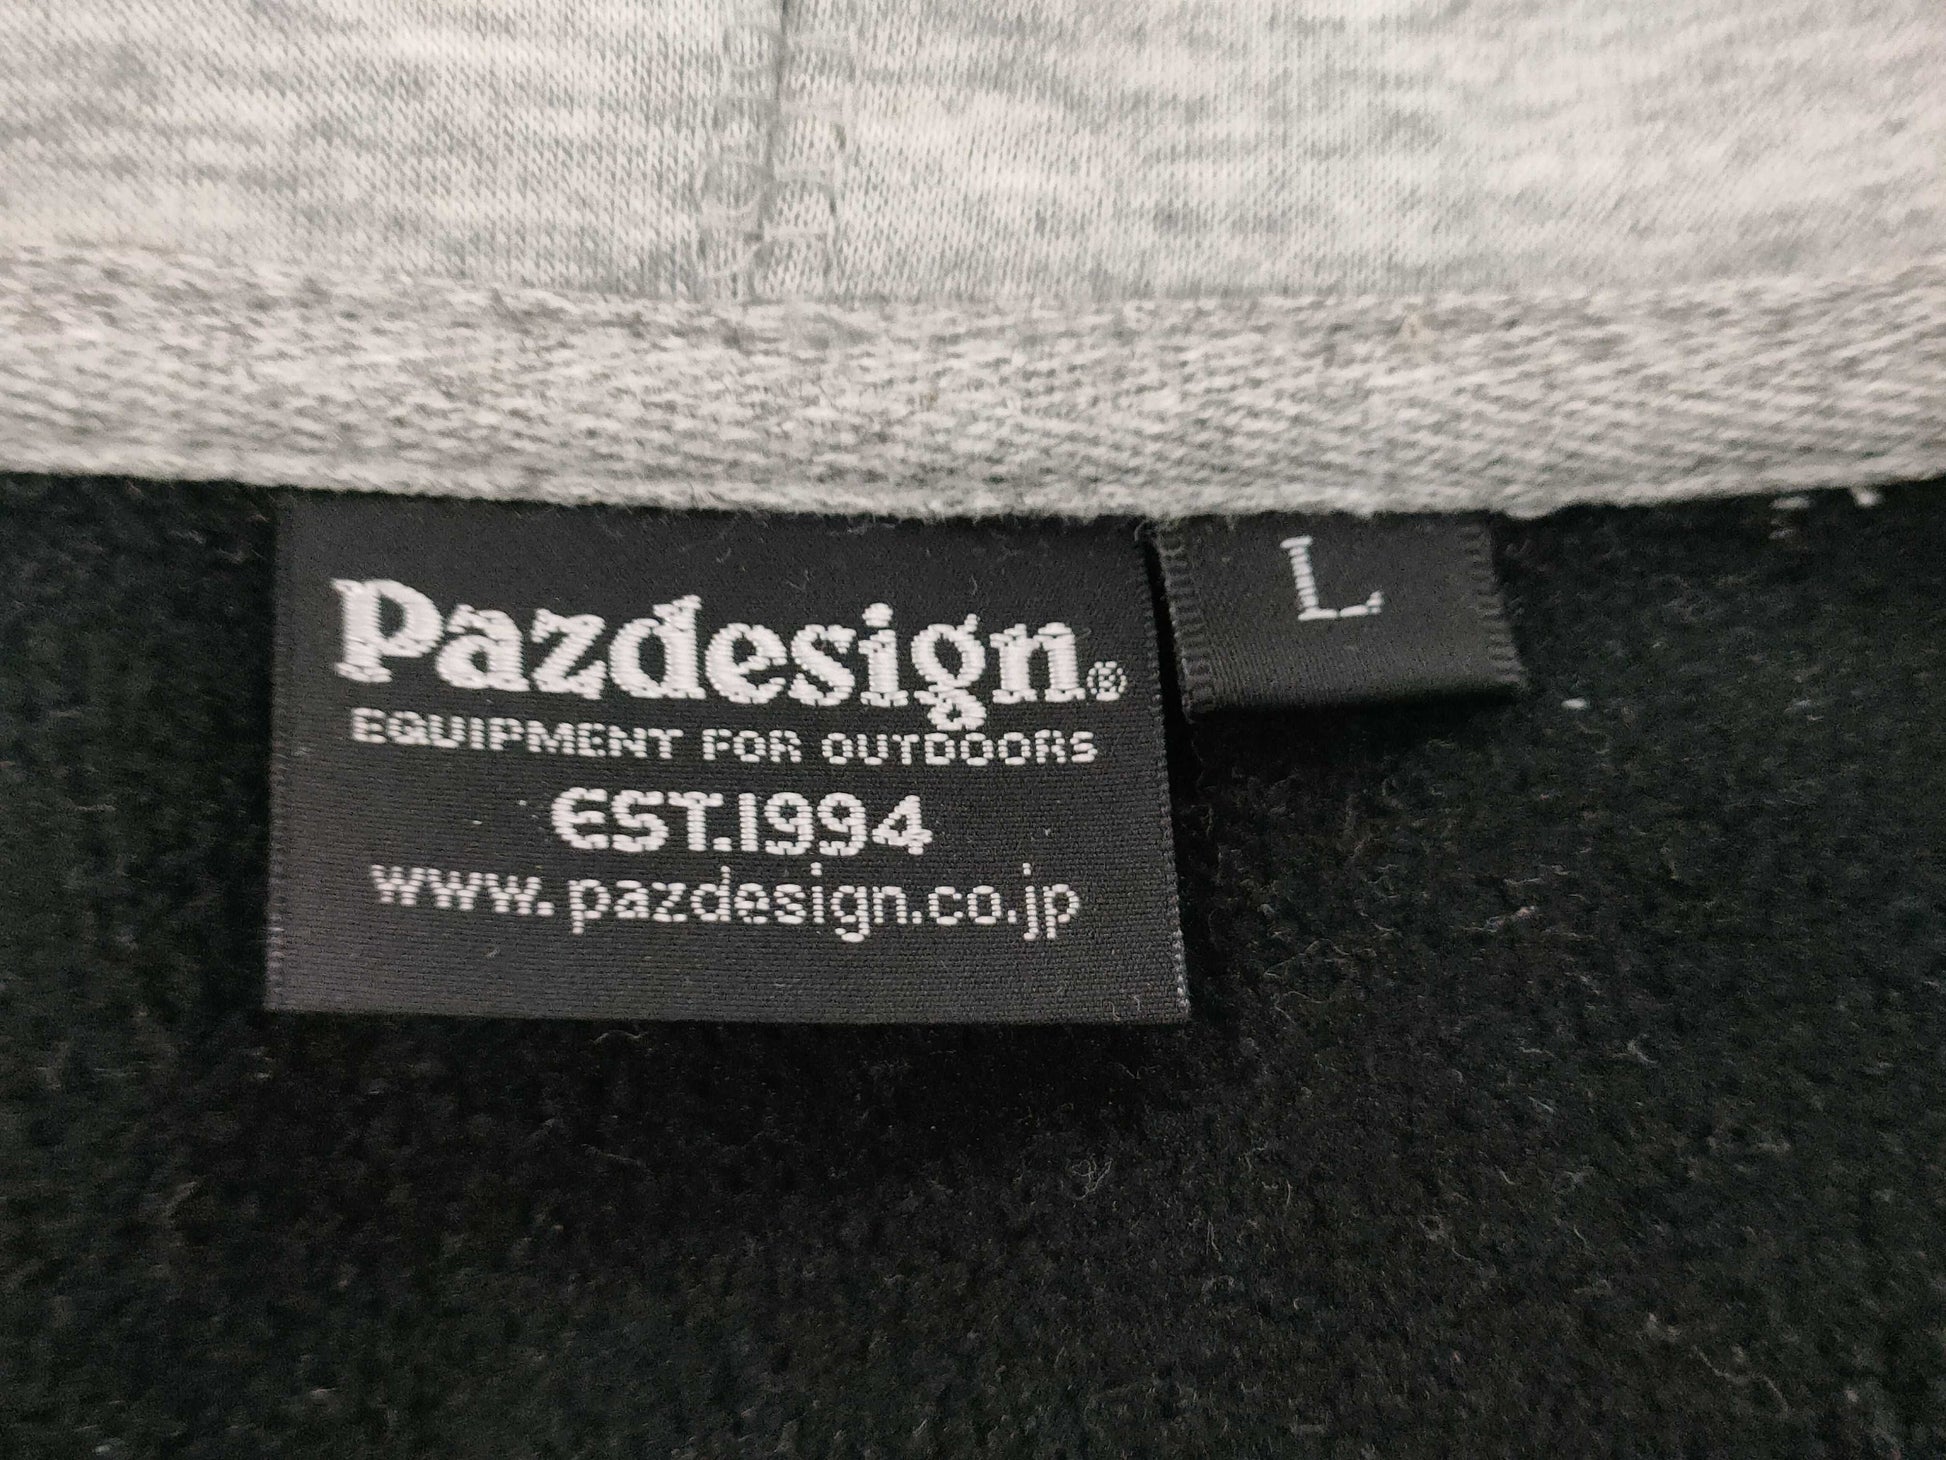 Pazdesign®
EQUIPMENT FOR OUTDOORS
EST.1994
www.pazdesign.co.jp
L